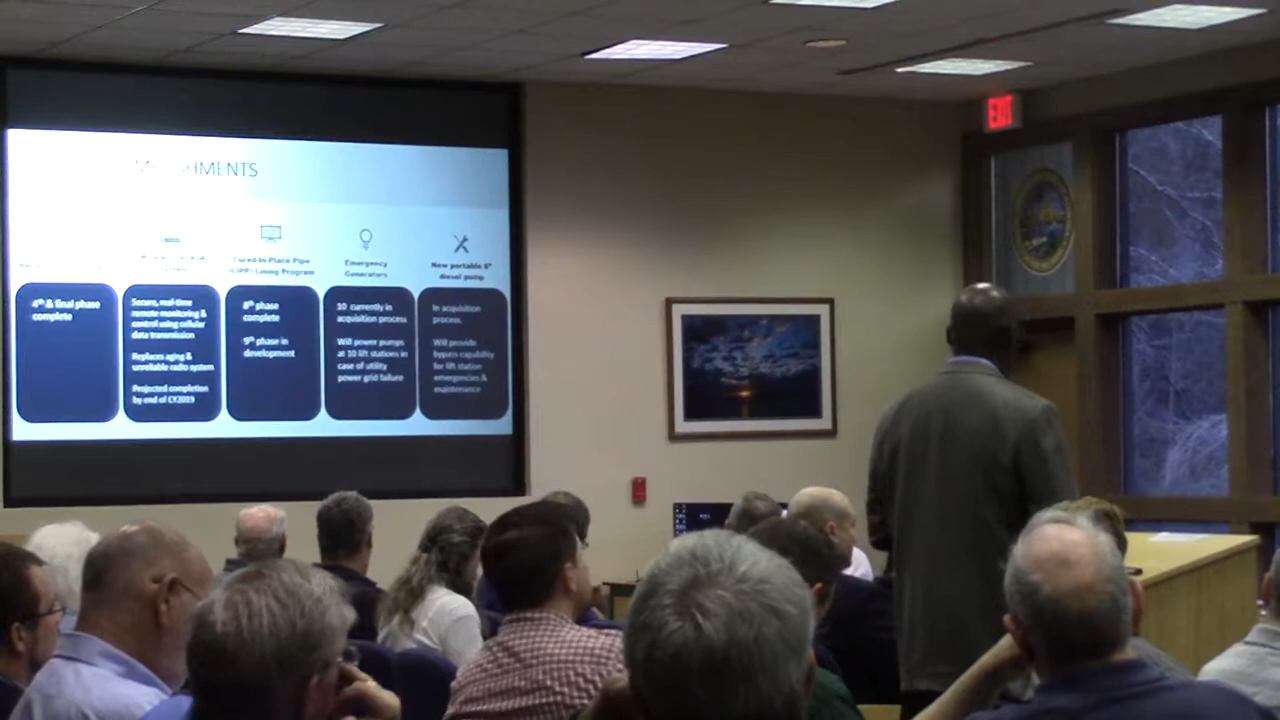 HMENTS
Cured-In-Place Pipe
(CIPP) Lining Program
Emergency
Generators
New portable 6"
diesel pump
4th & final phase
complete
Secure, real-time
remote monitoring &
control using cellular
data transmission
Replaces aging &
unreliable radio system
Projected completion
by end of CY2019
8th phase
complete
9th phase in
development
10 currently in
acquisition process
Will power pumps
at 10 lift stations in
case of utility
power grid failure
In acquisition
process.
Will provide
bypass capability
for lift station
emergencies &
maintenance
EXIT